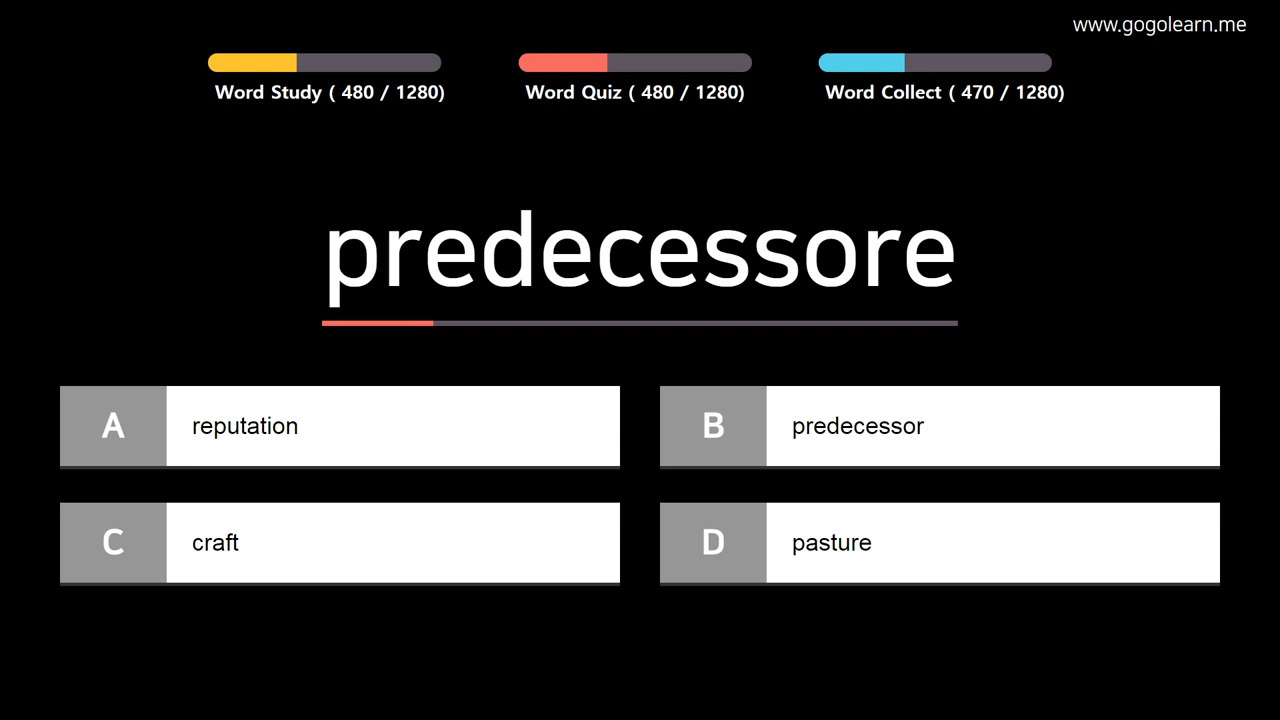 www.gogolearn.me
Word Study ( 480 / 1280)
Word Quiz ( 480 / 1280)
Word Collect ( 470 / 1280)
predecessore
A reputation
B predecessor
C craft
D pasture